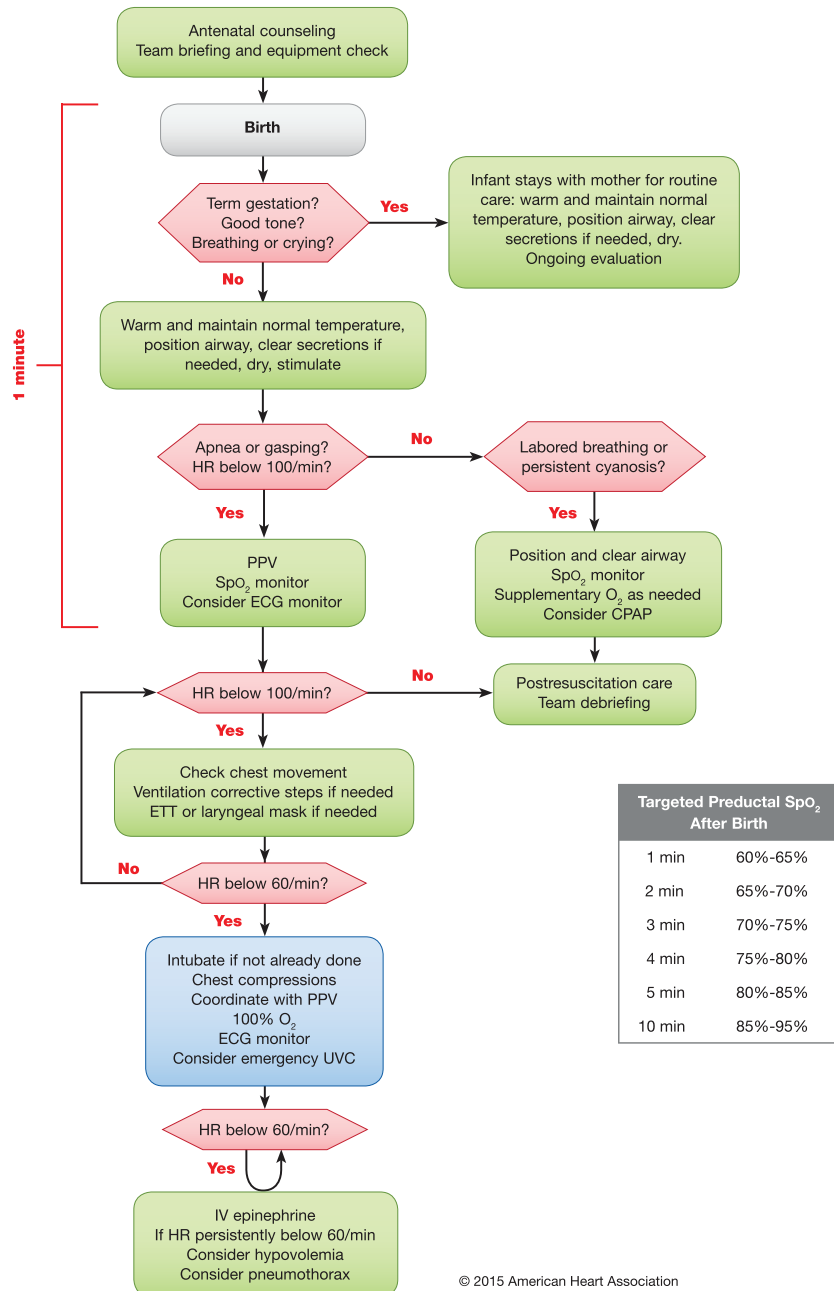 Antenatal counseling
Team briefing and equipment check
Birth
Term gestation?
Good tone?
Breathing or crying?
Yes
Infant stays with mother for routine
care: warm and maintain normal
temperature, position airway, clear
secretions if needed, dry.
Ongoing evaluation
No
1 minute
Warm and maintain normal temperature,
position airway, clear secretions if
needed, dry, stimulate
Apnea or gasping?
HR below 100/min?
No
Labored breathing or
persistent cyanosis?
Yes
Yes
PPV
SpO2 monitor
Consider ECG monitor
Position and clear airway
SpO2 monitor
Supplementary O2 as needed
Consider CPAP
HR below 100/min?
No
Postresuscitation care
Team debriefing
Yes
Check chest movement
Ventilation corrective steps if needed
ETT or laryngeal mask if needed
No
HR below 60/min?
Yes
Intubate if not already done
Chest compressions
Coordinate with PPV
100% O2
ECG monitor
Consider emergency UVC
HR below 60/min?
Yes
IV epinephrine
If HR persistently below 60/min
Consider hypovolemia
Consider pneumothorax
Targeted Preductal SpO2
After Birth
1 min 60%-65%
2 min 65%-70%
3 min 70%-75%
4 min 75%-80%
5 min 80%-85%
10 min 85%-95%
© 2015 American Heart Association